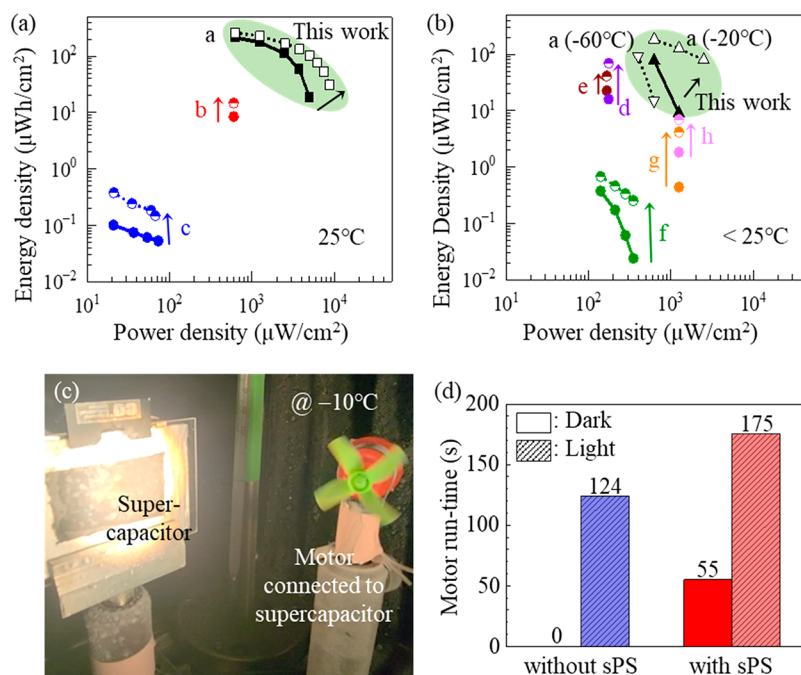 (a)
10³
10²
10¹
10⁰
10⁻¹
10⁻²
Energy density (µWh/cm²)
a
This work
b
c
25℃
10¹ 10² 10³ 10⁴
Power density (µW/cm²)
(b)
10³
10²
10¹
10⁰
10⁻¹
10⁻²
Energy Density (µWh/cm²)
a (-60℃)
a (-20℃)
This work
e
d
g
h
f
< 25℃
10¹ 10² 10³ 10⁴
Power density (µW/cm²)
(c)
@ −10℃
Super-
capacitor
Motor
connected to
supercapacitor
(d)
200
150
100
50
0
Motor run-time (s)
: Dark
: Light
0
124
55
175
without sPS
with sPS